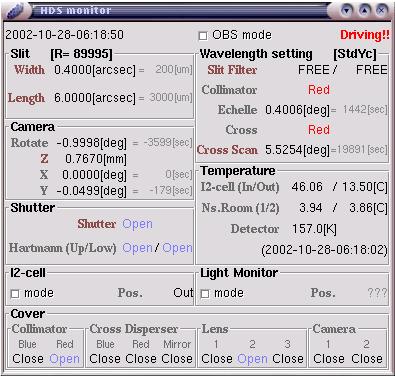 HDS monitor
2002-10-28-06:18:50 OBS mode Driving!!
Slit [R= 89995]
Width 0.4000[arcsec] = 200[um]
Length 6.0000[arcsec] = 3000[um]
Wavelength setting [StdYc]
Slit Filter FREE / FREE
Collimator Red
Echelle 0.4006[deg] = 1442[sec]
Cross Red
Cross Scan 5.5254[deg] =19891[sec]
Camera
Rotate -0.9998[deg] = -3599[sec]
Z 0.7670[mm]
X 0.0000[deg] = 0[sec]
Y -0.0499[deg] = -179[sec]
Temperature
I2-cell (In/Out) 46.06 / 13.50[C]
Ns.Room (1/2) 3.94 / 3.86[C]
Detector 157.0[K]
(2002-10-28-06:18:02)
Shutter
Shutter Open
Hartmann (Up/Low) Open / Open
I2-cell
mode Pos. Out
Light Monitor
mode Pos. ???
Cover
Collimator
Blue Red
Close Open
Cross Disperser
Blue Red Mirror
Close Close Close
Lens
1 2 3
Close Open Close
Camera
1 2
Close Close